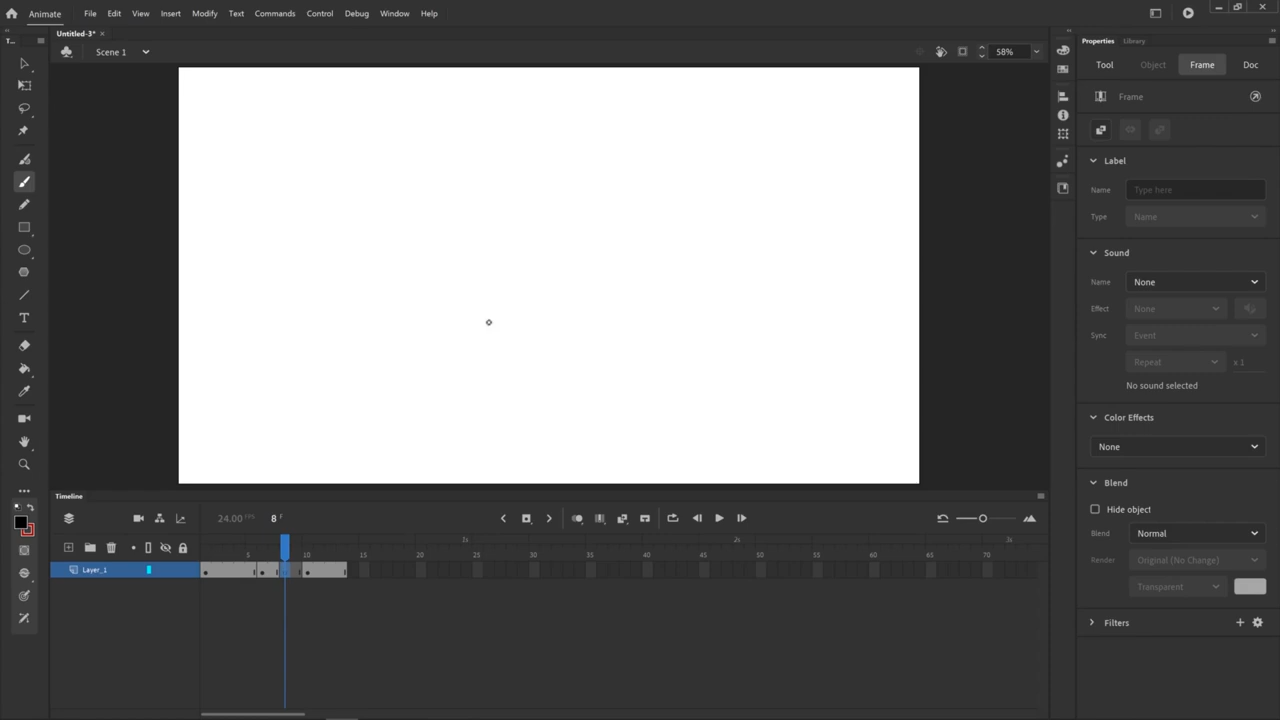 Animate File Edit View Insert Modify Text Commands Control Debug Window Help
Untitled-3* ×
Scene 1
58%
T...
Properties Library
Tool Object Frame Doc
Frame
Label
Name Type here
Type Name
Sound
Name None
Effect None
Sync Event
Repeat x 1
No sound selected
Color Effects
None
Blend
Hide object
Blend Normal
Render Original (No Change)
Transparent
Filters
Timeline
24.00 FPS 8 F
1s 2s 3s
5 10 15 20 25 30 35 40 45 50 55 60 65 70
Layer_1